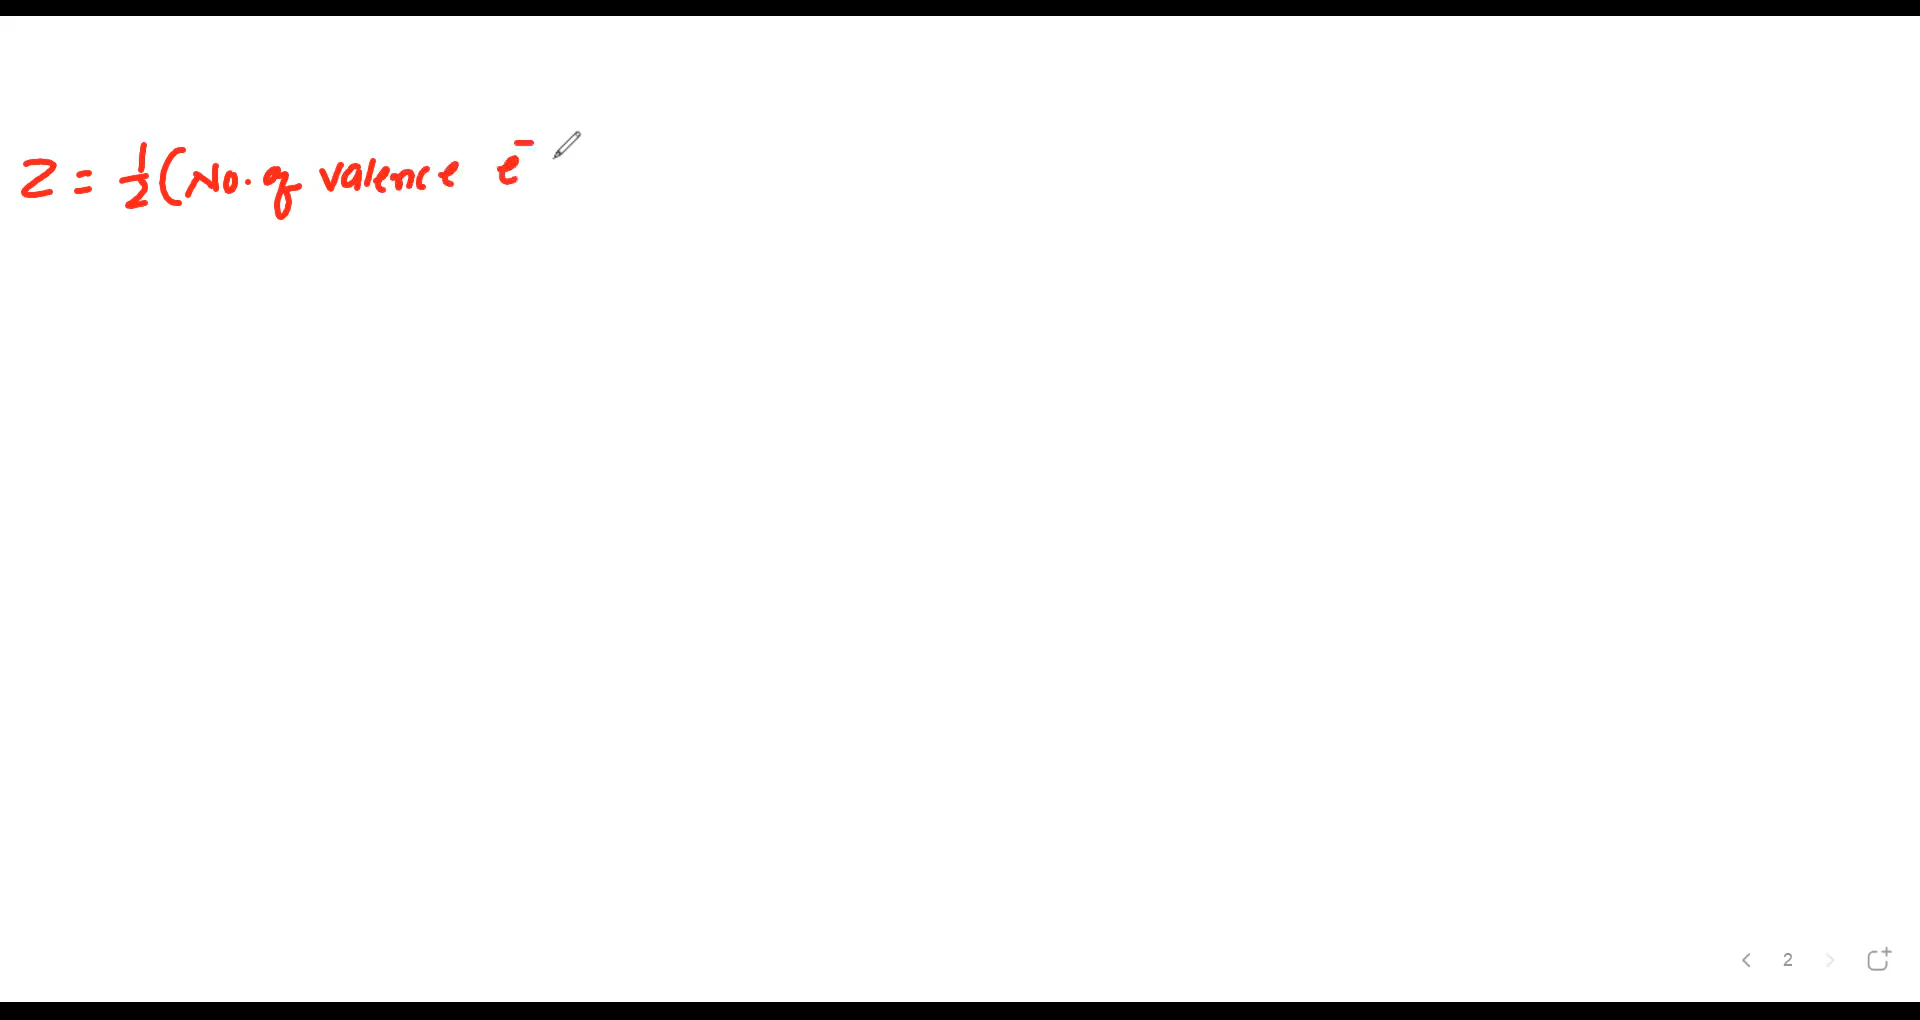 Z = 1/2 (No. of valence e⁻
2